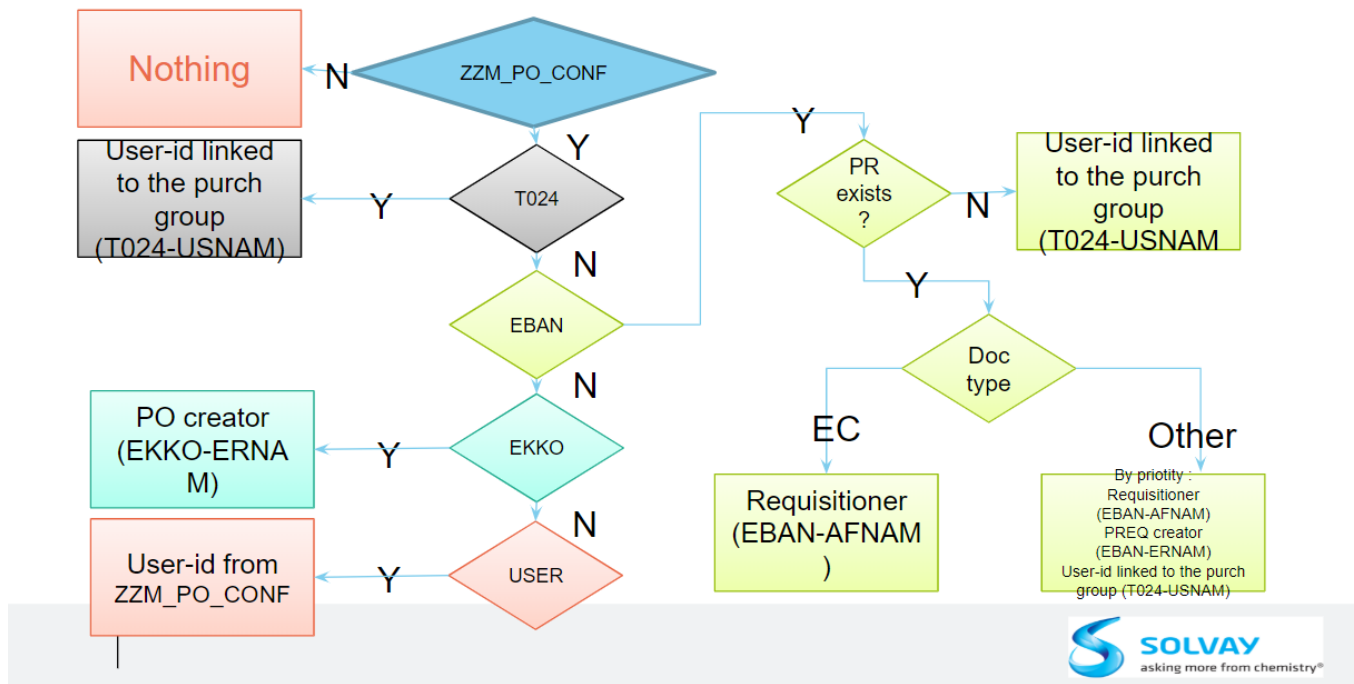 Nothing
N
ZZM_PO_CONF
Y
User-id linked
to the purch
group
(T024-USNAM)
Y
T024
N
EBAN
Y
PR
exists
?
N
User-id linked
to the purch
group
(T024-USNAM
Y
Doc
type
EC
Other
Requisitioner
(EBAN-AFNAM
)
By priotity :
Requisitioner
(EBAN-AFNAM)
PREQ creator
(EBAN-ERNAM)
User-id linked to the purch
group (T024-USNAM)
N
PO creator
(EKKO-ERNA
M)
Y
EKKO
N
User-id from
ZZM_PO_CONF
Y
USER
SOLVAY
asking more from chemistry®